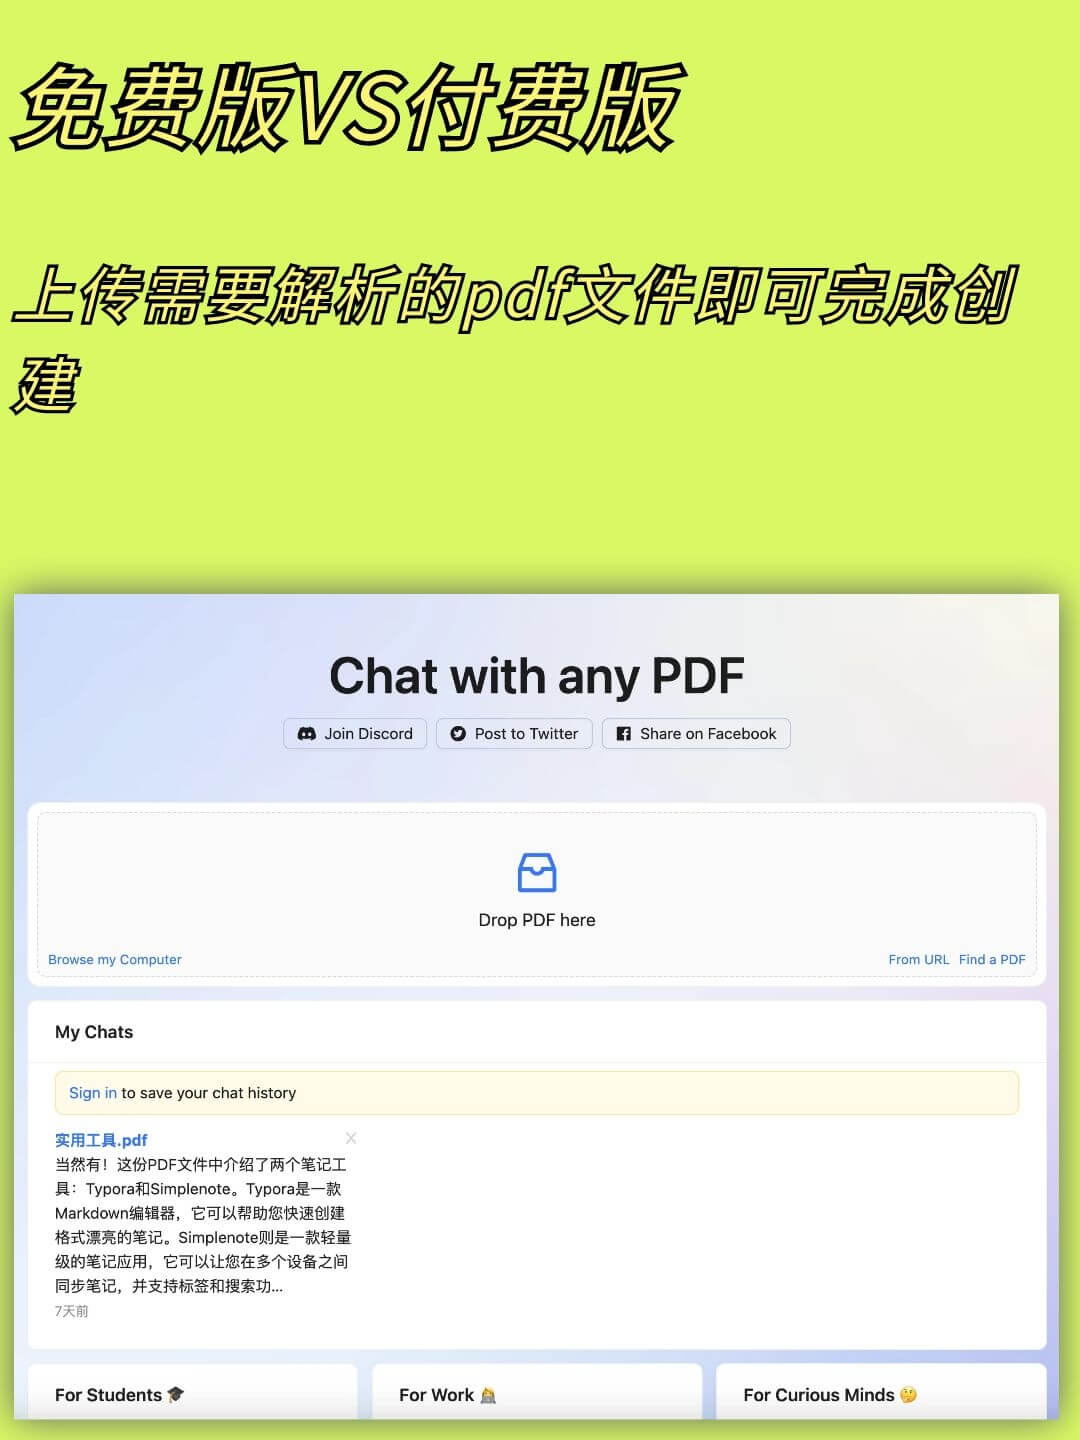 免费版VS付费版
上传需要解析的pdf文件即可完成创
建
Chat with any PDF
Join Discord
Post to Twitter
Share on Facebook
Drop PDF here
Browse my Computer
From URL
Find a PDF
My Chats
Sign in to save your chat history
实用工具.pdf
当然有！这份PDF文件中介绍了两个笔记工
具：Typora和Simplenote。Typora是一款
Markdown编辑器，它可以帮助您快速创建
格式漂亮的笔记。Simplenote则是一款轻量
级的笔记应用，它可以让您在多个设备之间
同步笔记，并支持标签和搜索功...
7天前
For Students 🎓
For Work 👩‍💼
For Curious Minds 🤔